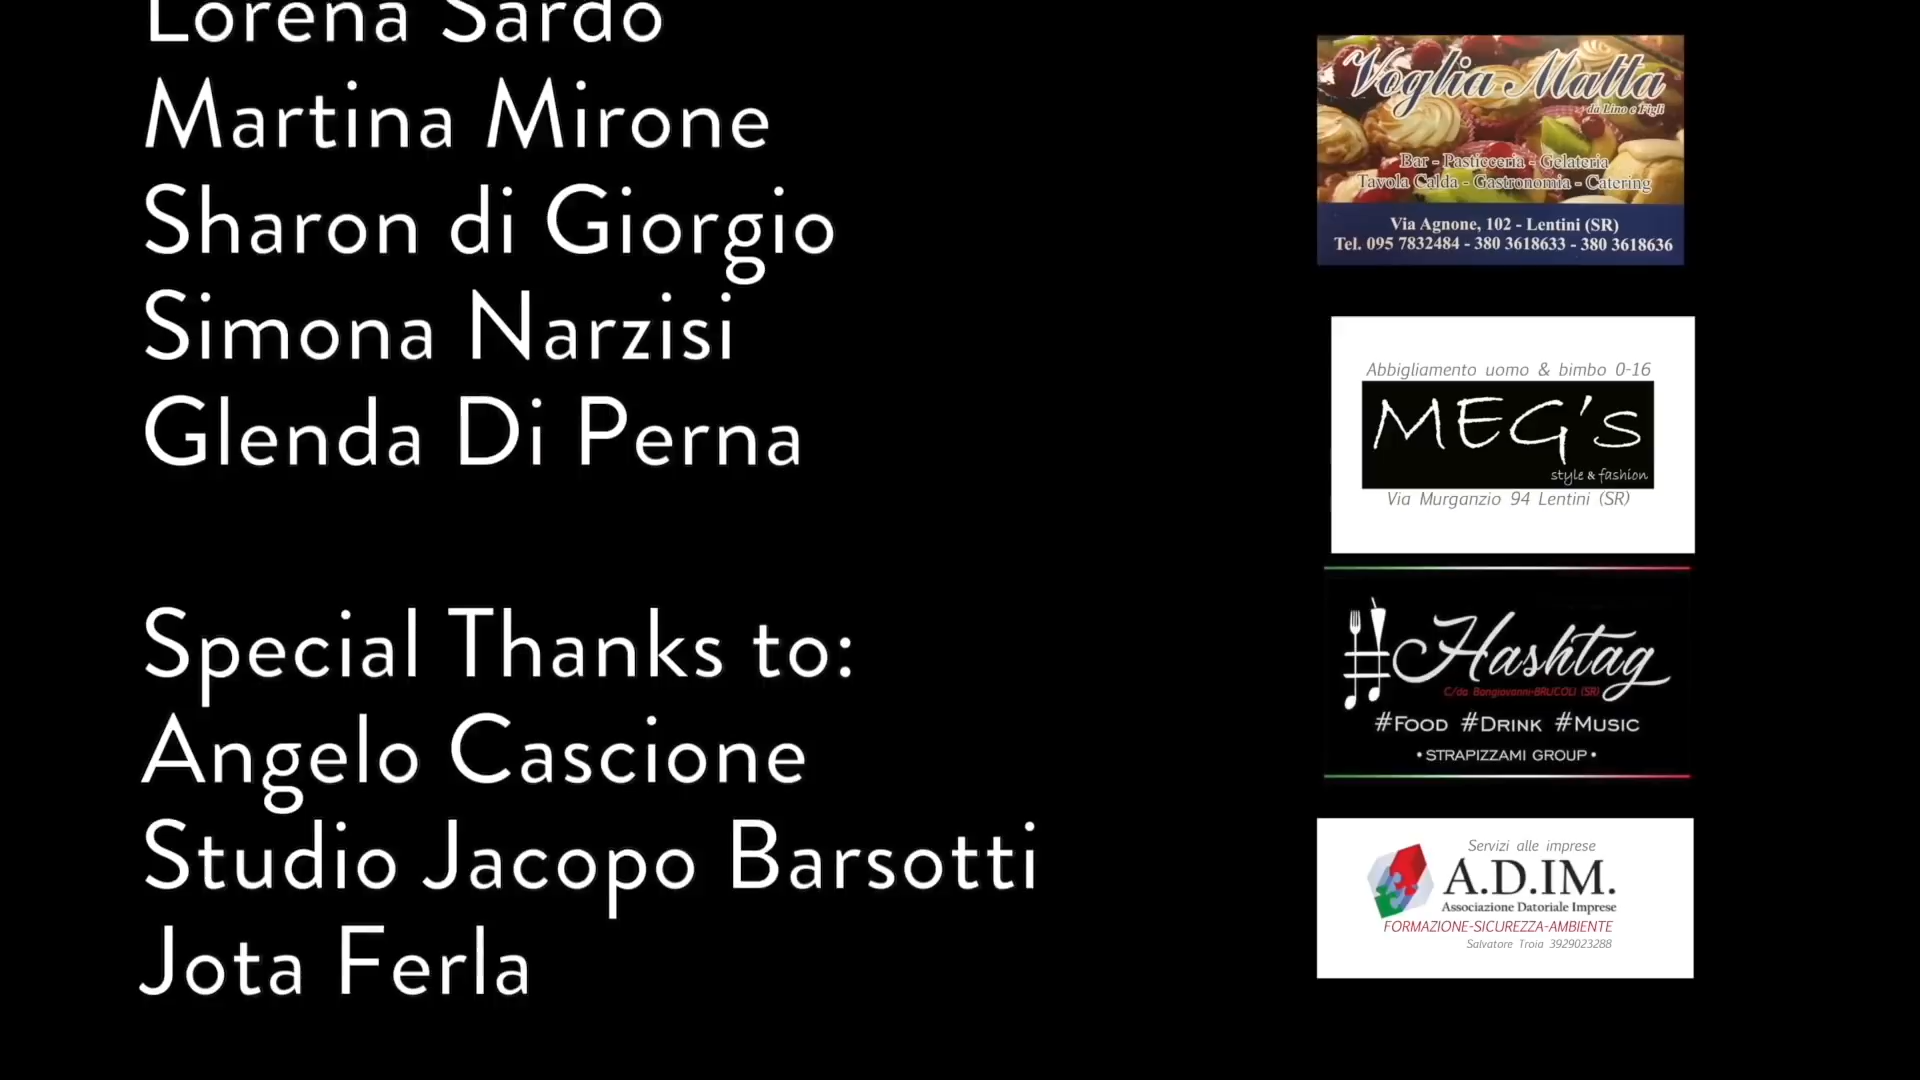 Lorena Sardo
Martina Mirone
Sharon di Giorgio
Simona Narzisi
Glenda Di Perna
Special Thanks to:
Angelo Cascione
Studio Jacopo Barsotti
Jota Ferla
Voglia Matta
da Lino e Figli
Bar - Pasticceria - Gelateria
Tavola Calda - Gastronomia - Catering
Via Agnone, 102 - Lentini (SR)
Tel. 095 7832484 - 380 3618633 - 380 3618636
Abbigliamento uomo & bimbo 0-16
MEG's
style & fashion
Via Murganzio 94 Lentini (SR)
#Hashtag
C/da Bongiovanni-BRUCOLI (SR)
#FOOD #DRINK #MUSIC
•STRAPIZZAMI GROUP•
Servizi alle imprese
A.D.IM.
Associazione Datoriale Imprese
FORMAZIONE-SICUREZZA-AMBIENTE
Salvatore Troia 3929023288